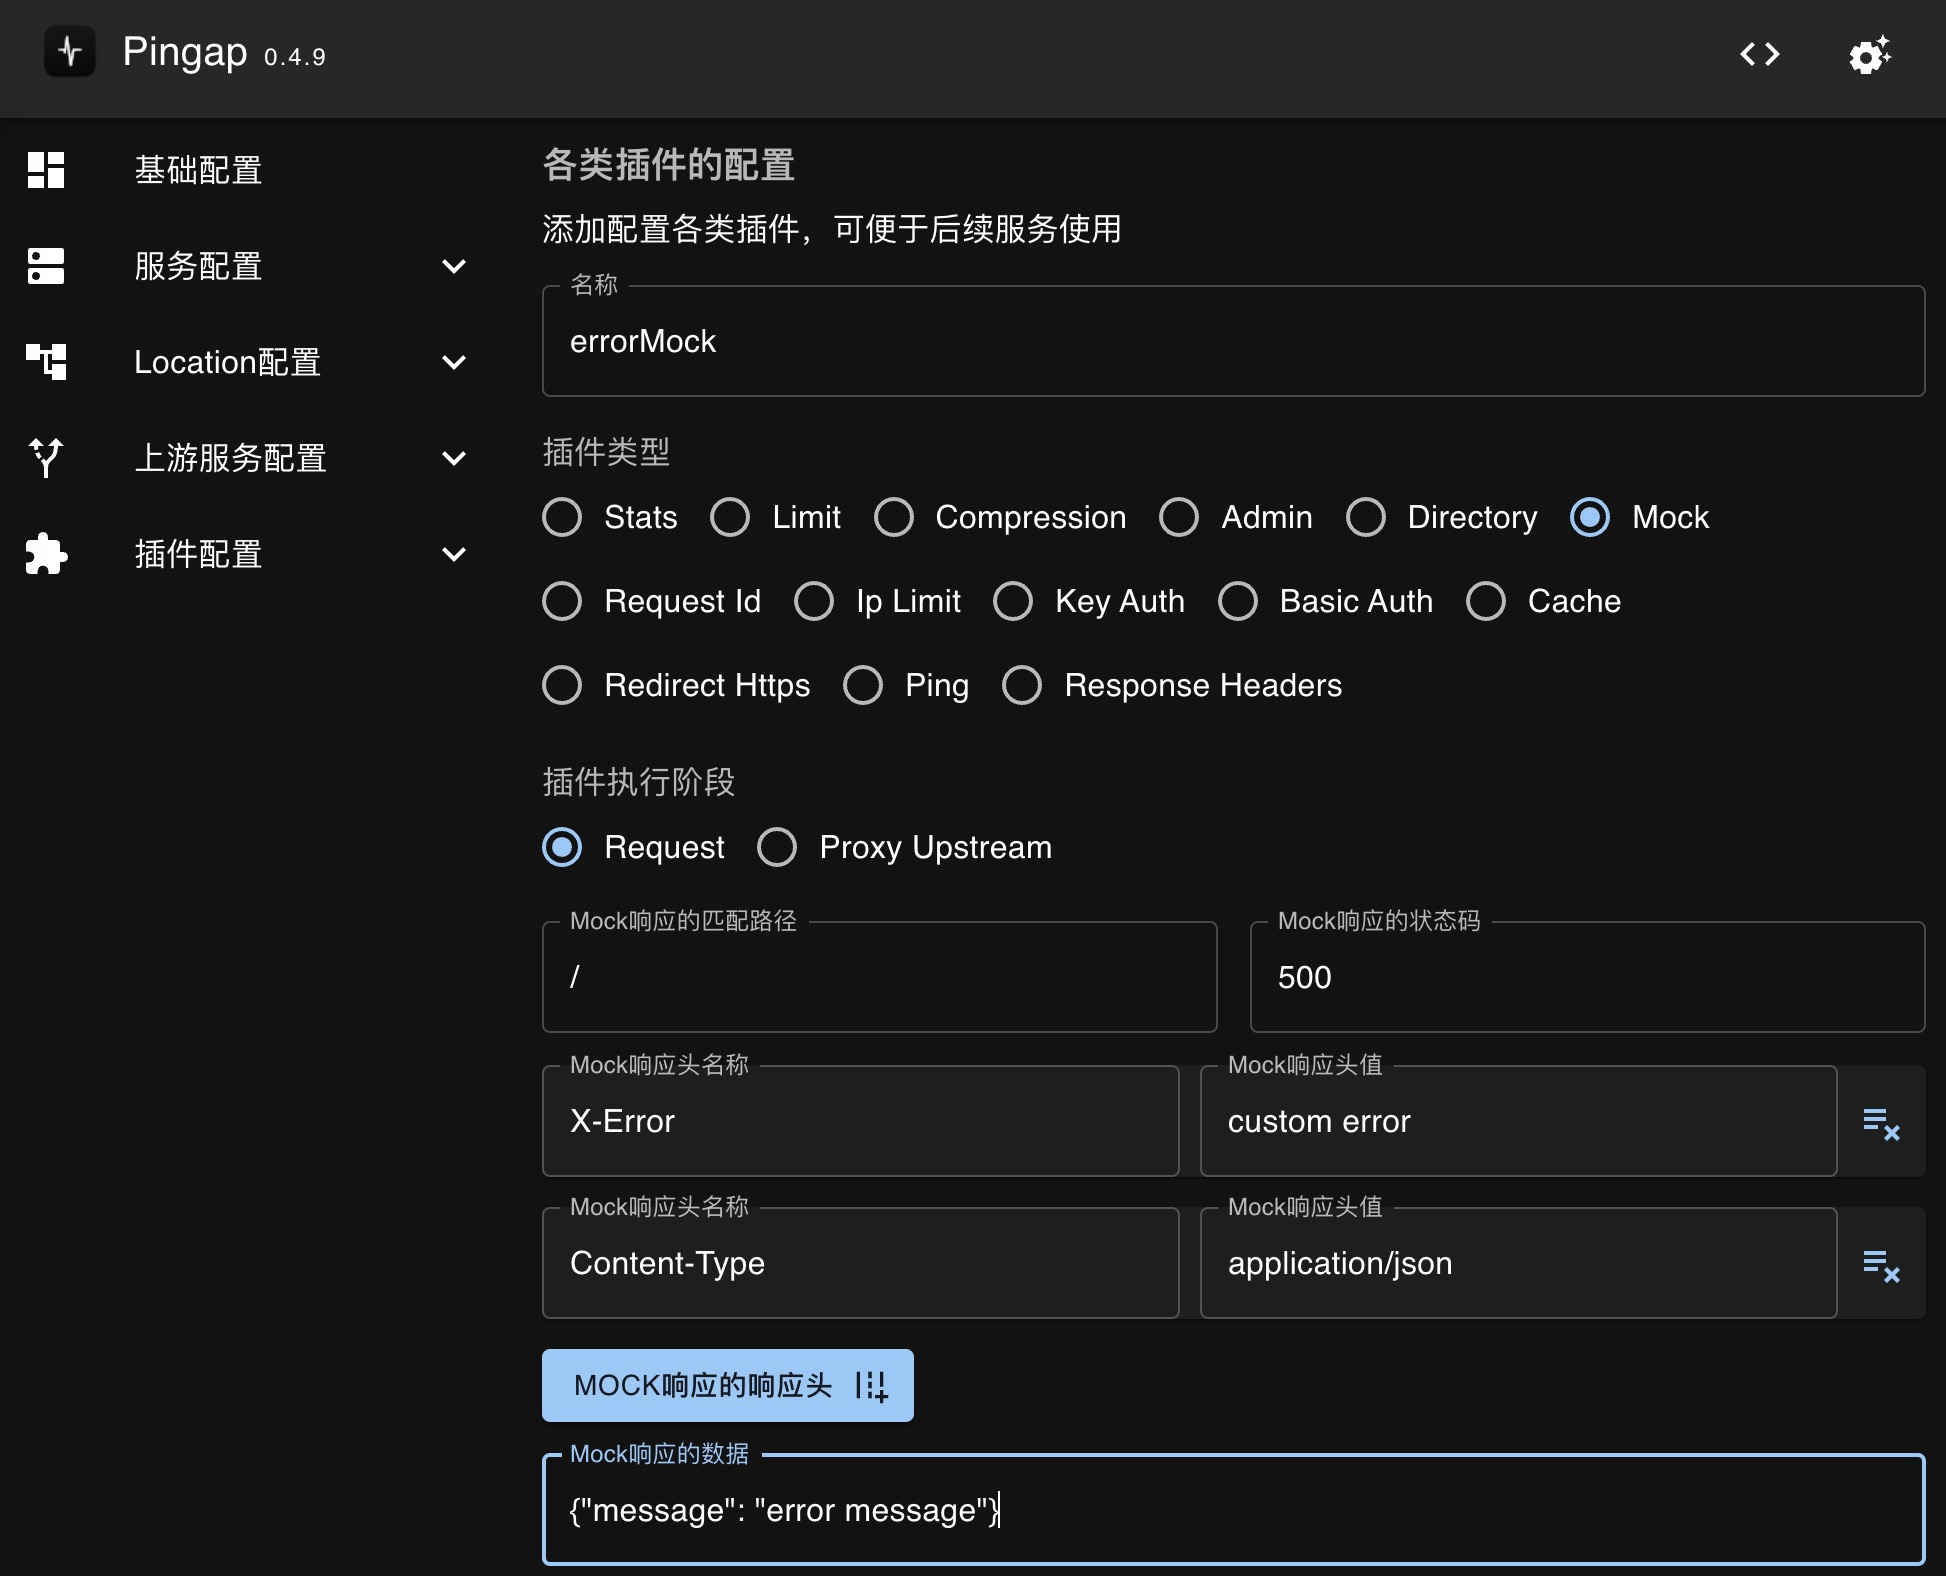 Pingap 0.4.9
基础配置
服务配置
Location配置
上游服务配置
插件配置
各类插件的配置
添加配置各类插件，可便于后续服务使用
名称
errorMock
插件类型
Stats Limit Compression Admin Directory Mock
Request Id Ip Limit Key Auth Basic Auth Cache
Redirect Https Ping Response Headers
插件执行阶段
Request Proxy Upstream
Mock响应的匹配路径 Mock响应的状态码
/ 500
Mock响应头名称 Mock响应头值
X-Error custom error
Mock响应头名称 Mock响应头值
Content-Type application/json
MOCK响应的响应头
Mock响应的数据
{"message": "error message"}